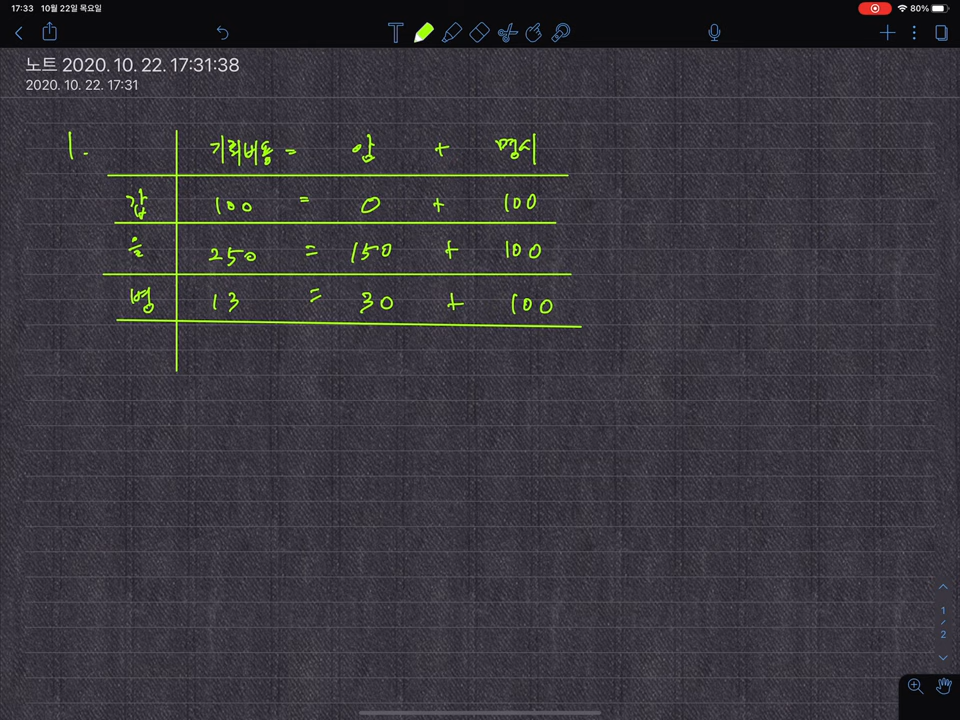 17:33 10월 22일 목요일 80%
노트 2020. 10. 22. 17:31:38
2020. 10. 22. 17:31
1. 기회비용 = 암 + 명시
갑 100 = 0 + 100
을 250 = 150 + 100
병 13 = 30 + 100
1
/
2